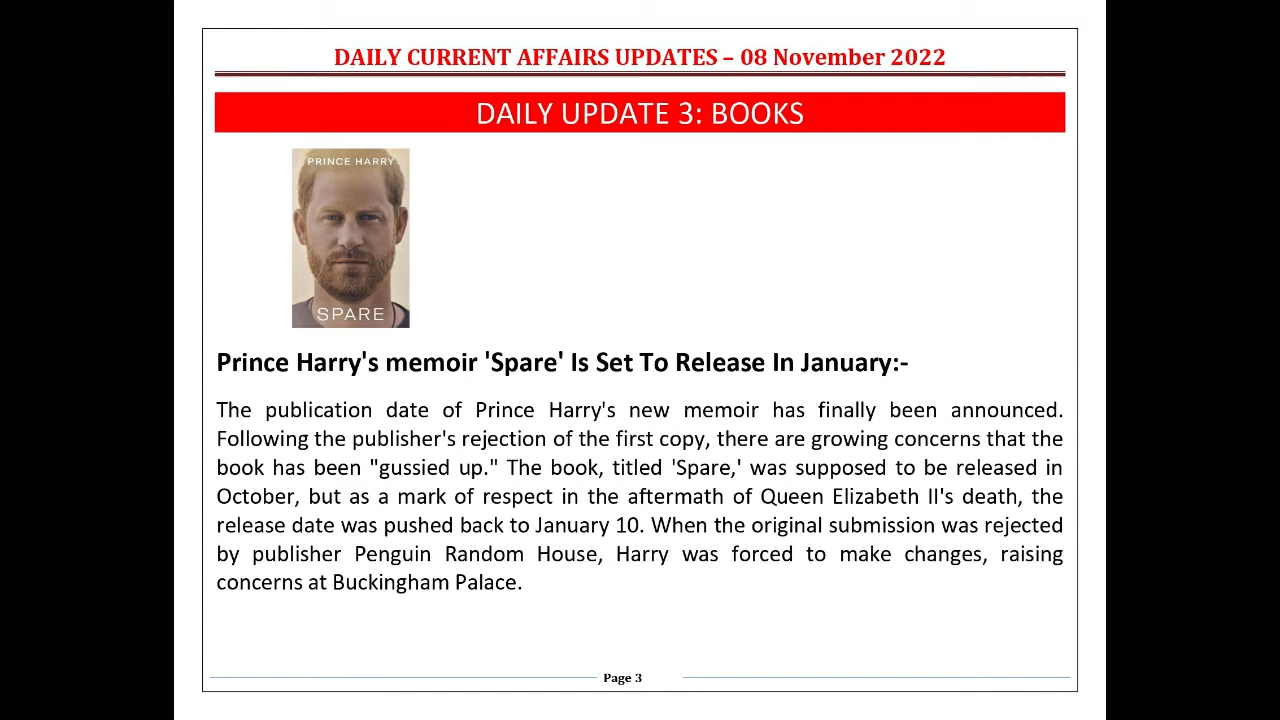 DAILY CURRENT AFFAIRS UPDATES – 08 November 2022
DAILY UPDATE 3: BOOKS
PRINCE HARRY
SPARE
Prince Harry's memoir 'Spare' Is Set To Release In January:-
The publication date of Prince Harry's new memoir has finally been announced.
Following the publisher's rejection of the first copy, there are growing concerns that the
book has been "gussied up." The book, titled 'Spare,' was supposed to be released in
October, but as a mark of respect in the aftermath of Queen Elizabeth II's death, the
release date was pushed back to January 10. When the original submission was rejected
by publisher Penguin Random House, Harry was forced to make changes, raising
concerns at Buckingham Palace.
Page 3